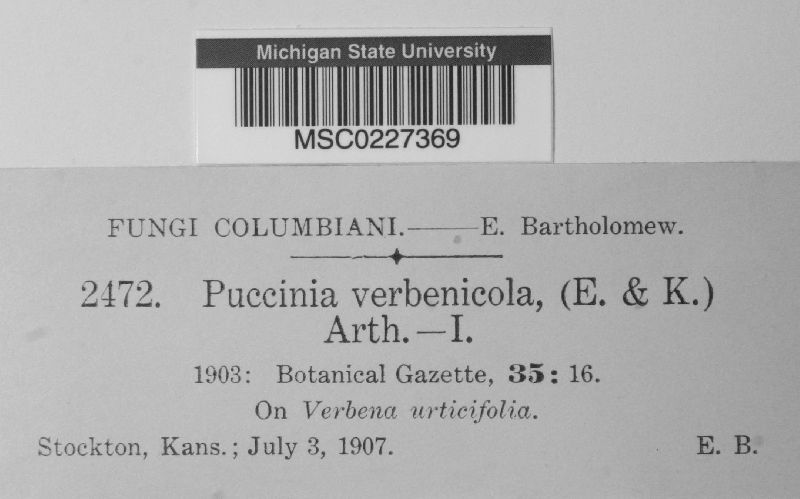 Michigan State University
MSC0227369
FUNGI COLUMBIANI.——E. Bartholomew.
2472. Puccinia verbenicola, (E. & K.)
Arth.—I.
1903: Botanical Gazette, 35: 16.
On Verbena urticifolia.
Stockton, Kans.; July 3, 1907. E. B.